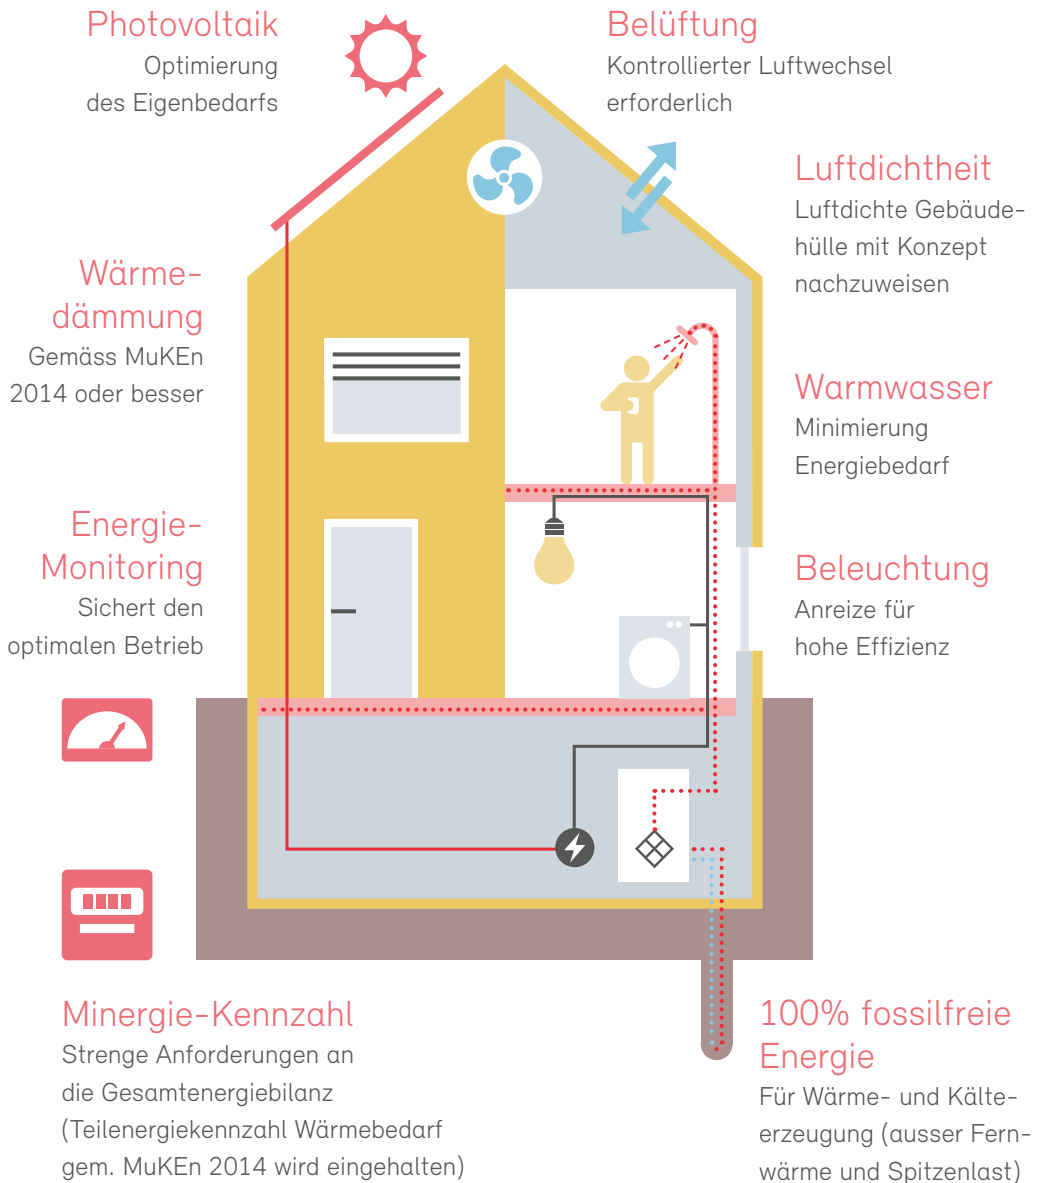 Photovoltaik
Optimierung
des Eigenbedarfs
Belüftung
Kontrollierter Luftwechsel
erforderlich
Luftdichtheit
Luftdichte Gebäude-
hülle mit Konzept
nachzuweisen
Wärme-
dämmung
Gemäss MuKEn
2014 oder besser
Warmwasser
Minimierung
Energiebedarf
Energie-
Monitoring
Sichert den
optimalen Betrieb
Beleuchtung
Anreize für
hohe Effizienz
Minergie-Kennzahl
Strenge Anforderungen an
die Gesamtenergiebilanz
(Teilenergiekennzahl Wärmebedarf
gem. MuKEn 2014 wird eingehalten)
100% fossilfreie
Energie
Für Wärme- und Kälte-
erzeugung (ausser Fern-
wärme und Spitzenlast)